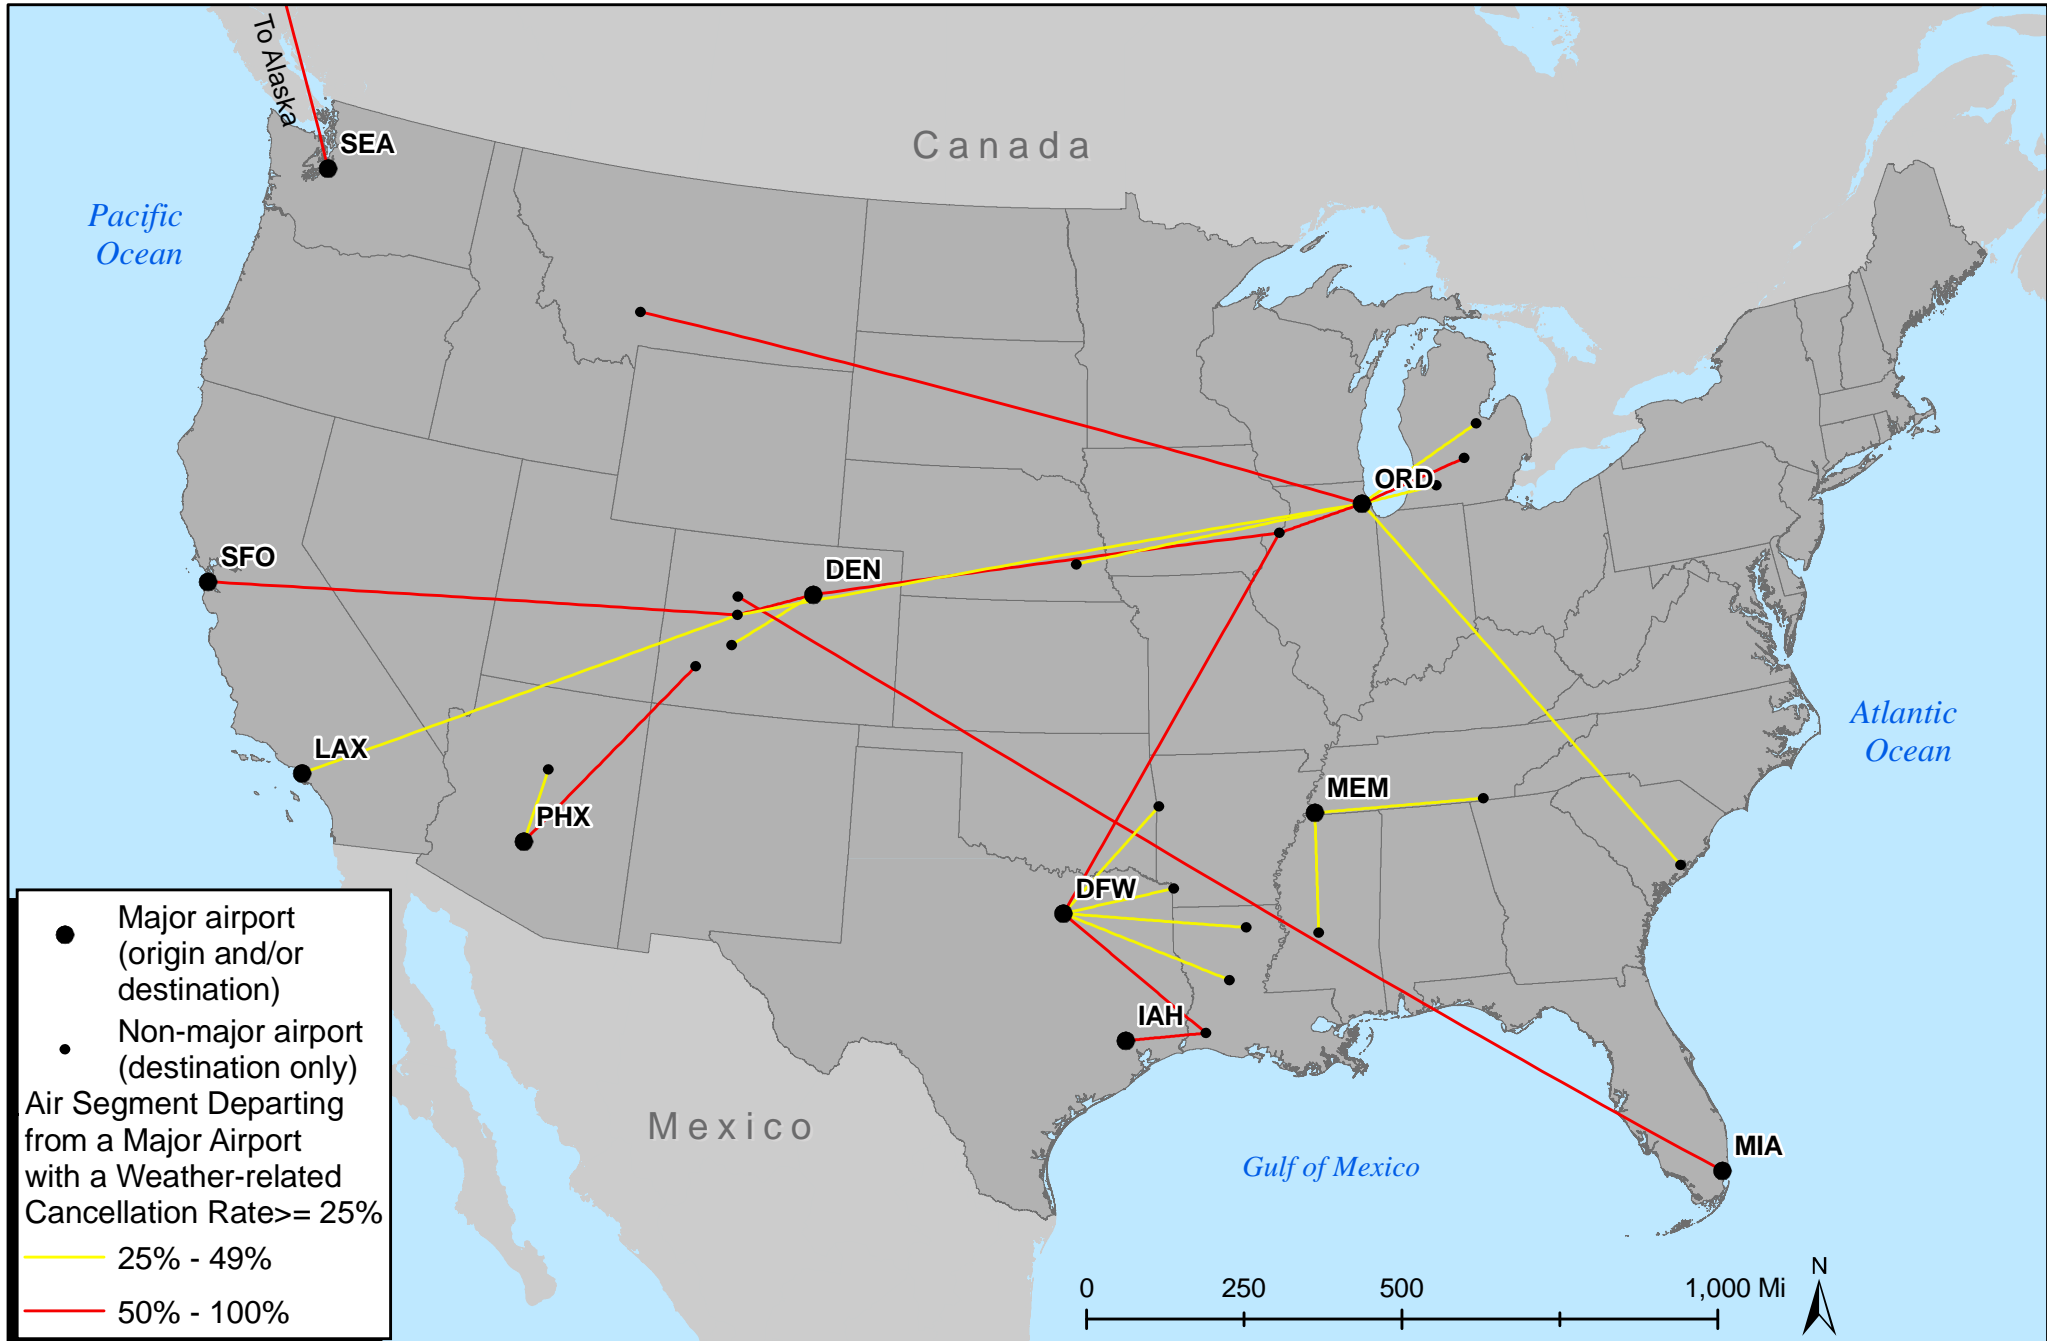 To Alaska
SEA
Canada
Pacific
Ocean
ORD
SFO
DEN
LAX
PHX
MEM
Atlantic
Ocean
DFW
IAH
MIA
Mexico
Gulf of Mexico
Major airport
(origin and/or
destination)
Non-major airport
(destination only)
Air Segment Departing
from a Major Airport
with a Weather-related
Cancellation Rate>= 25%
25% - 49%
50% - 100%
0 250 500 1,000 Mi
N